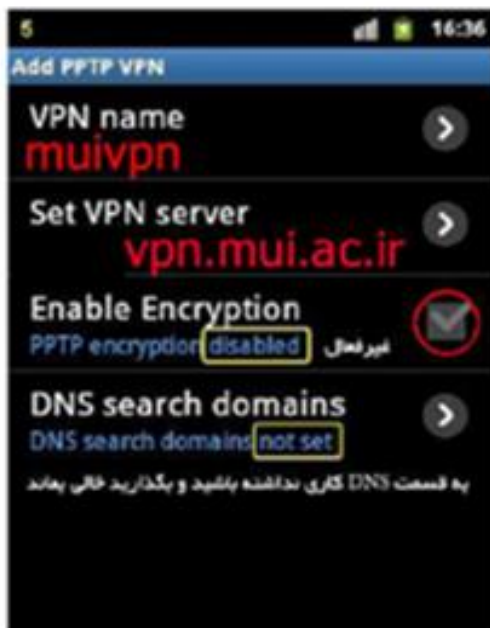 5 16:36
Add PPTP VPN
VPN name
muivpn
Set VPN server
vpn.mui.ac.ir
Enable Encryption
PPTP encryption disabled غیرفعال
DNS search domains
DNS search domains not set
به قسمت DNS کاری نداشته باشید و بگذارید خالی بماند